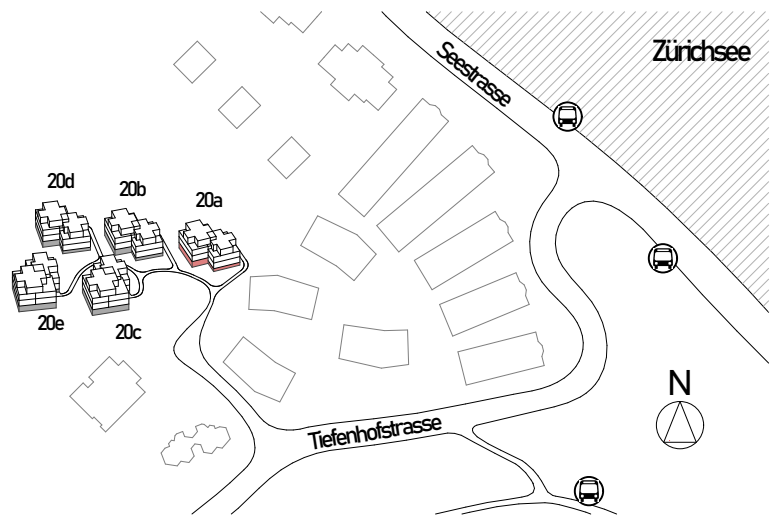 Zürichsee
Seestrasse
20d
20b
20a
20e
20c
N
Tiefenhofstrasse